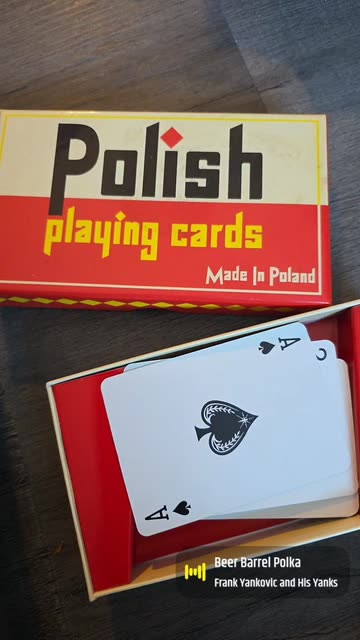 Polish
playing cards
Made In Poland
A
A
Beer Barrel Polka
Frank Yankovic and His Yanks